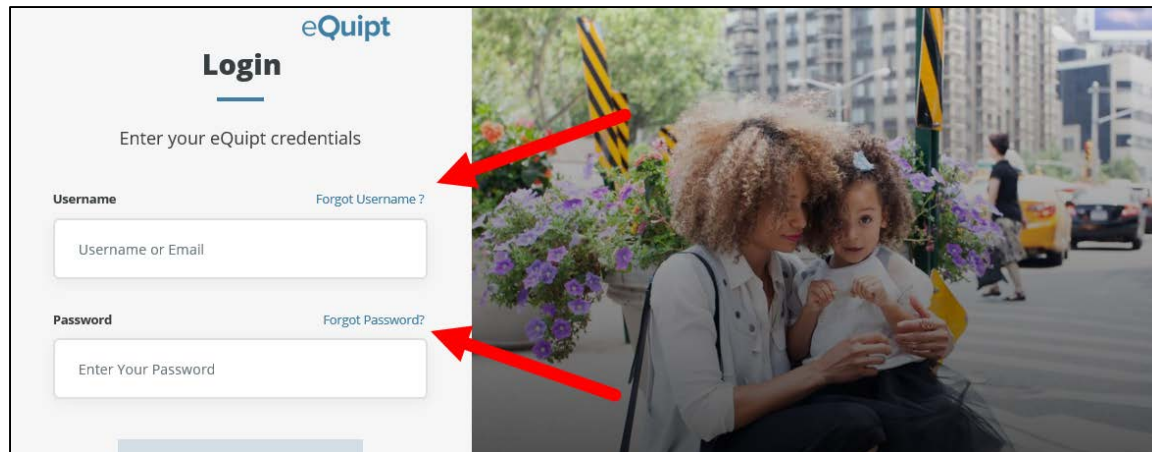 eQuipt
Login
Enter your eQuipt credentials
Username Forgot Username ?
Username or Email
Password Forgot Password?
Enter Your Password